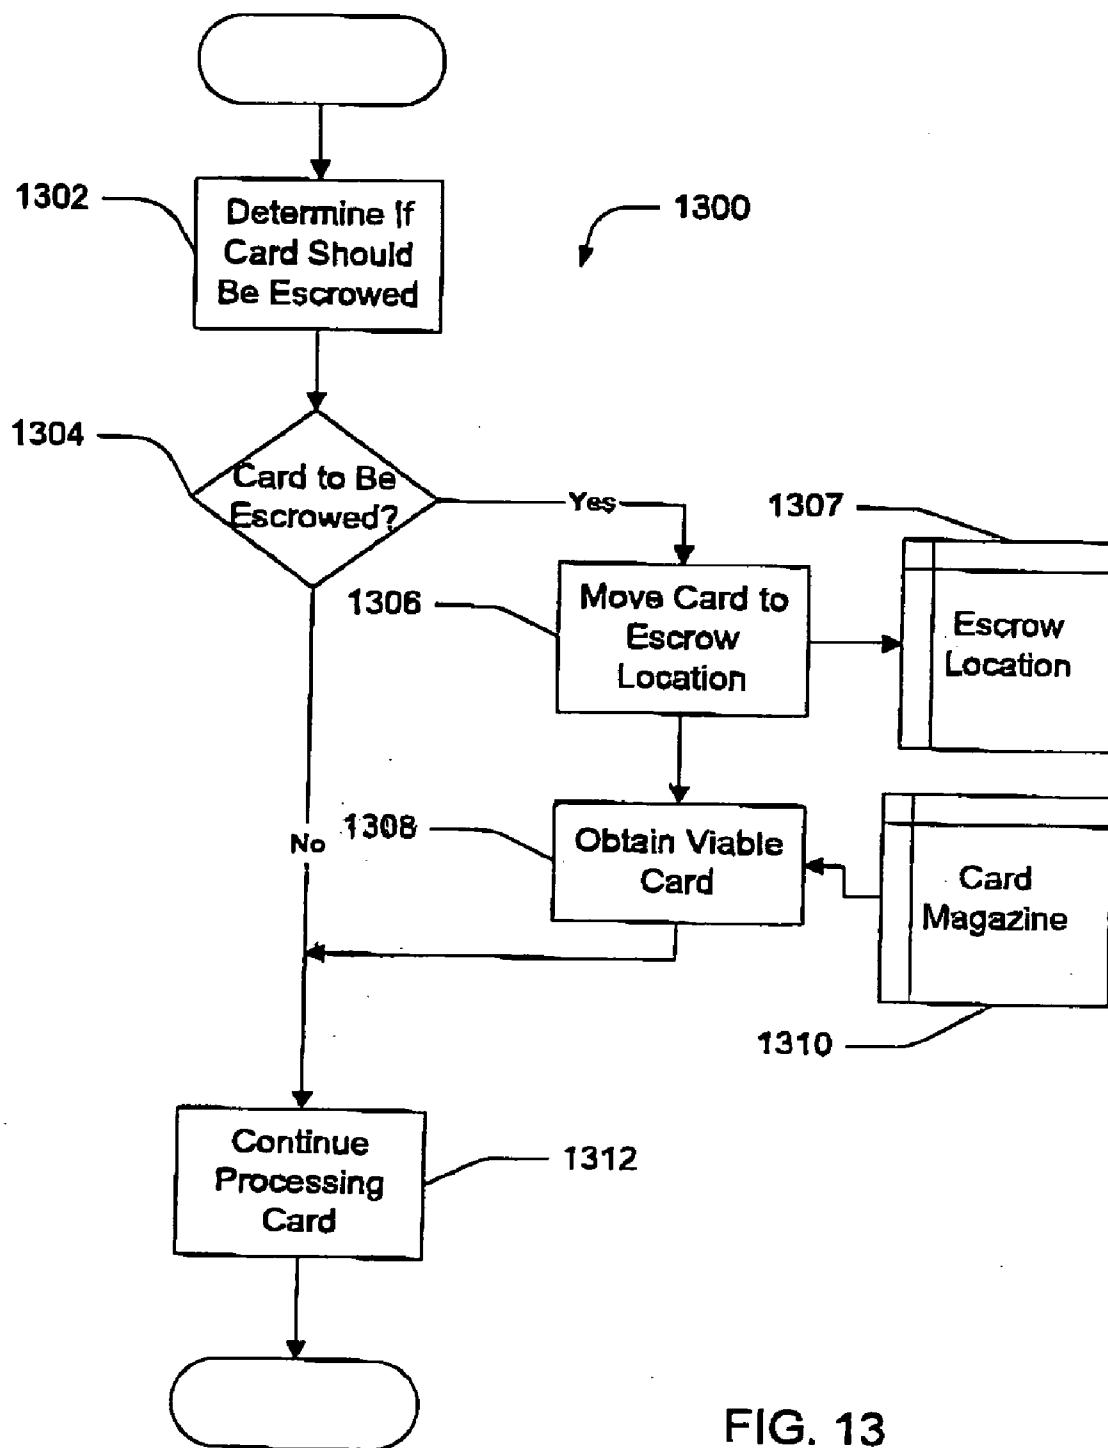 1302
Determine If
Card Should
Be Escrowed
1300
1304
Card to Be
Escrowed?
Yes
1307
1306
Move Card to
Escrow
Location
Escrow
Location
No
1308
Obtain Viable
Card
Card
Magazine
1310
Continue
Processing
Card
1312
FIG. 13